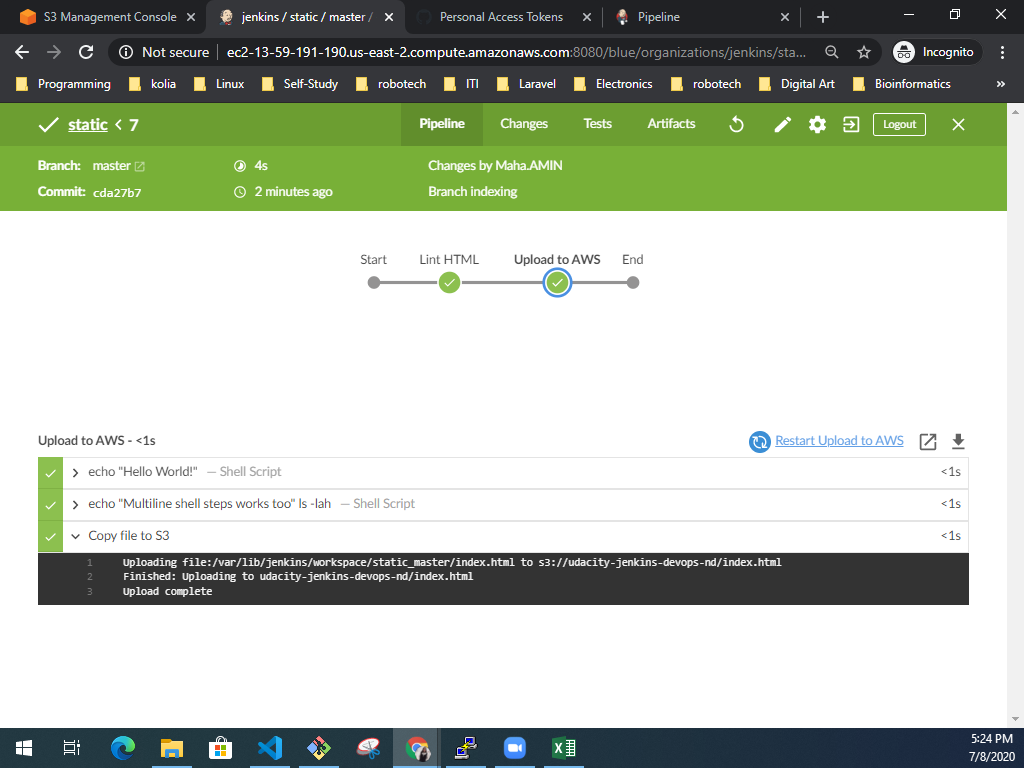 S3 Management Console
jenkins / static / master /
Personal Access Tokens
Pipeline
Incognito
Not secure
ec2-13-59-191-190.us-east-2.compute.amazonaws.com:8080/blue/organizations/jenkins/sta...
Programming
kolia
Linux
Self-Study
robotech
ITI
Laravel
Electronics
robotech
Digital Art
Bioinformatics
»
static < 7
Pipeline
Changes
Tests
Artifacts
Logout
Branch: master
4s
Changes by Maha.AMIN
Commit: cda27b7
2 minutes ago
Branch indexing
Start
Lint HTML
Upload to AWS
End
Upload to AWS - <1s
Restart Upload to AWS
echo "Hello World!" — Shell Script
<1s
echo "Multiline shell steps works too" ls -lah — Shell Script
<1s
Copy file to S3
<1s
1 Uploading file:/var/lib/jenkins/workspace/static_master/index.html to s3://udacity-jenkins-devops-nd/index.html
2 Finished: Uploading to udacity-jenkins-devops-nd/index.html
3 Upload complete
5:24 PM
7/8/2020